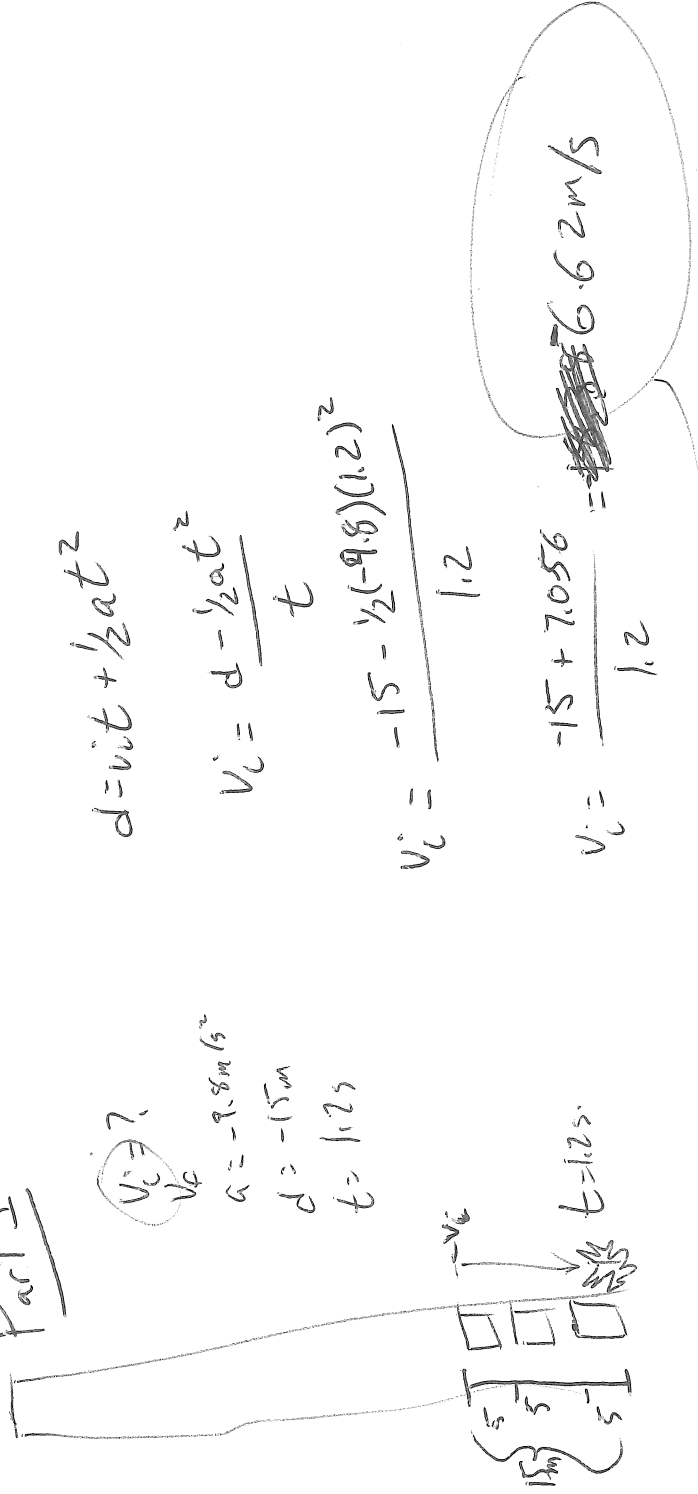 Part I
Vi = ?
Vf
a = -9.8 m/s²
d = -15m
t = 1.2s
-Vi
t=1.2s.
5
5
5
15m
d = vit + ½at²
Vi = d - ½at² / t
Vi = -15 - ½(-9.8)(1.2)² / 1.2
Vi = -15 + 7.056 / 1.2 = -6.62 m/s